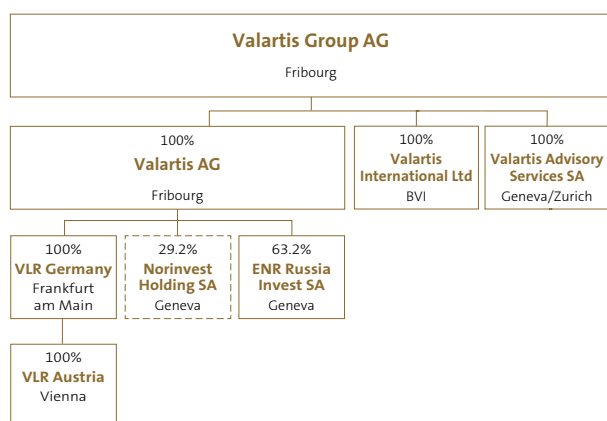 Valartis Group AG
Fribourg
100%
Valartis AG
Fribourg
100%
Valartis
International Ltd
BVI
100%
Valartis Advisory
Services SA
Geneva/Zurich
100%
VLR Germany
Frankfurt
am Main
29.2%
Norinvest
Holding SA
Geneva
63.2%
ENR Russia
Invest SA
Geneva
100%
VLR Austria
Vienna